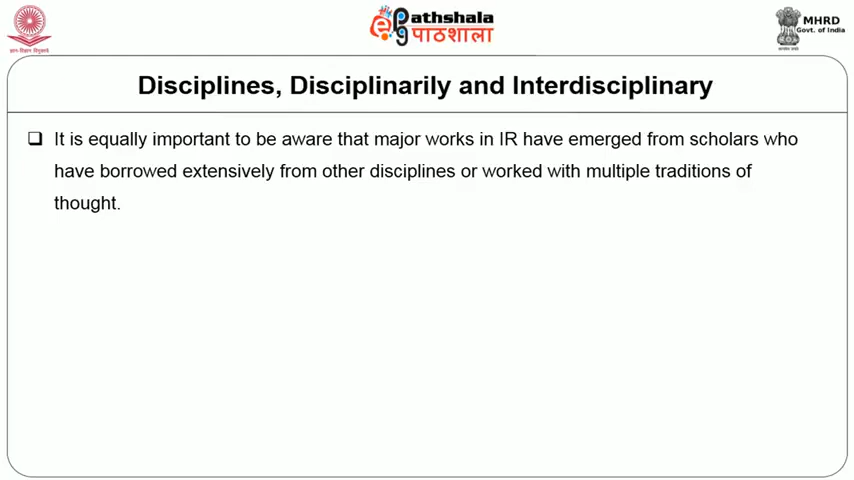 ePG Pathshala
पाठशाला
MHRD
Govt. of India
Disciplines, Disciplinarily and Interdisciplinary
It is equally important to be aware that major works in IR have emerged from scholars who
have borrowed extensively from other disciplines or worked with multiple traditions of
thought.